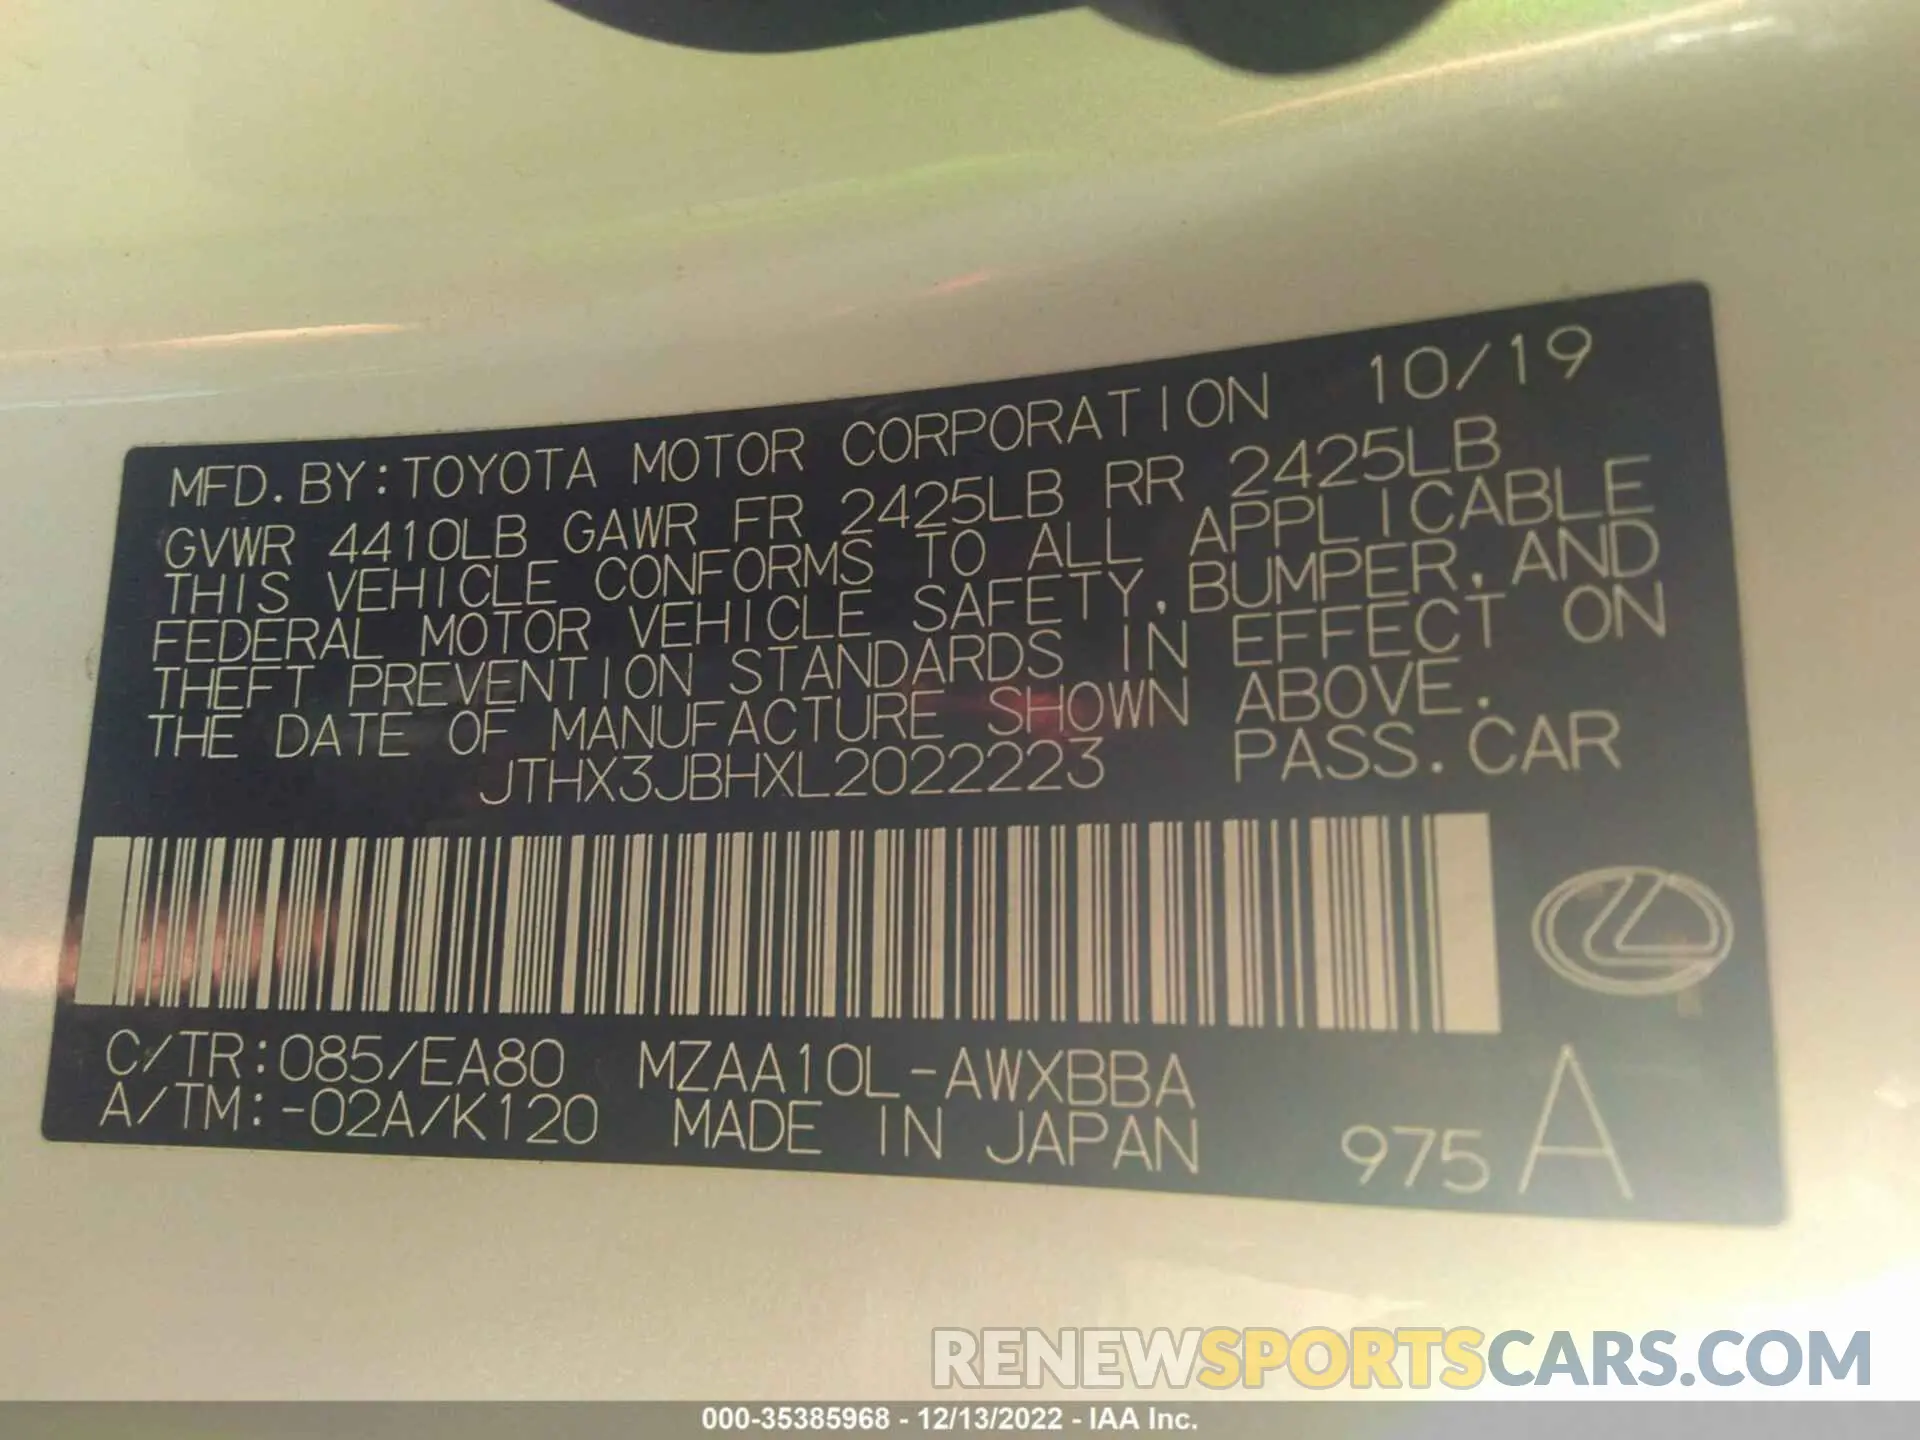 MFD. BY: TOYOTA MOTOR CORPORATION 10/19
GVWR 4410LB GAWR FR 2425LB RR 2425LB
THIS VEHICLE CONFORMS TO ALL APPLICABLE
FEDERAL MOTOR VEHICLE SAFETY, BUMPER, AND
THEFT PREVENTION STANDARDS IN EFFECT ON
THE DATE OF MANUFACTURE SHOWN ABOVE.
JTHX3JBHXL2022223 PASS. CAR
C/TR: 085/EA80 MZAA10L-AWXBBA
A/TM: -02A/K120 MADE IN JAPAN 975 A
RENEWSPORTSCARS.COM
000-35385968 - 12/13/2022 - IAA Inc.